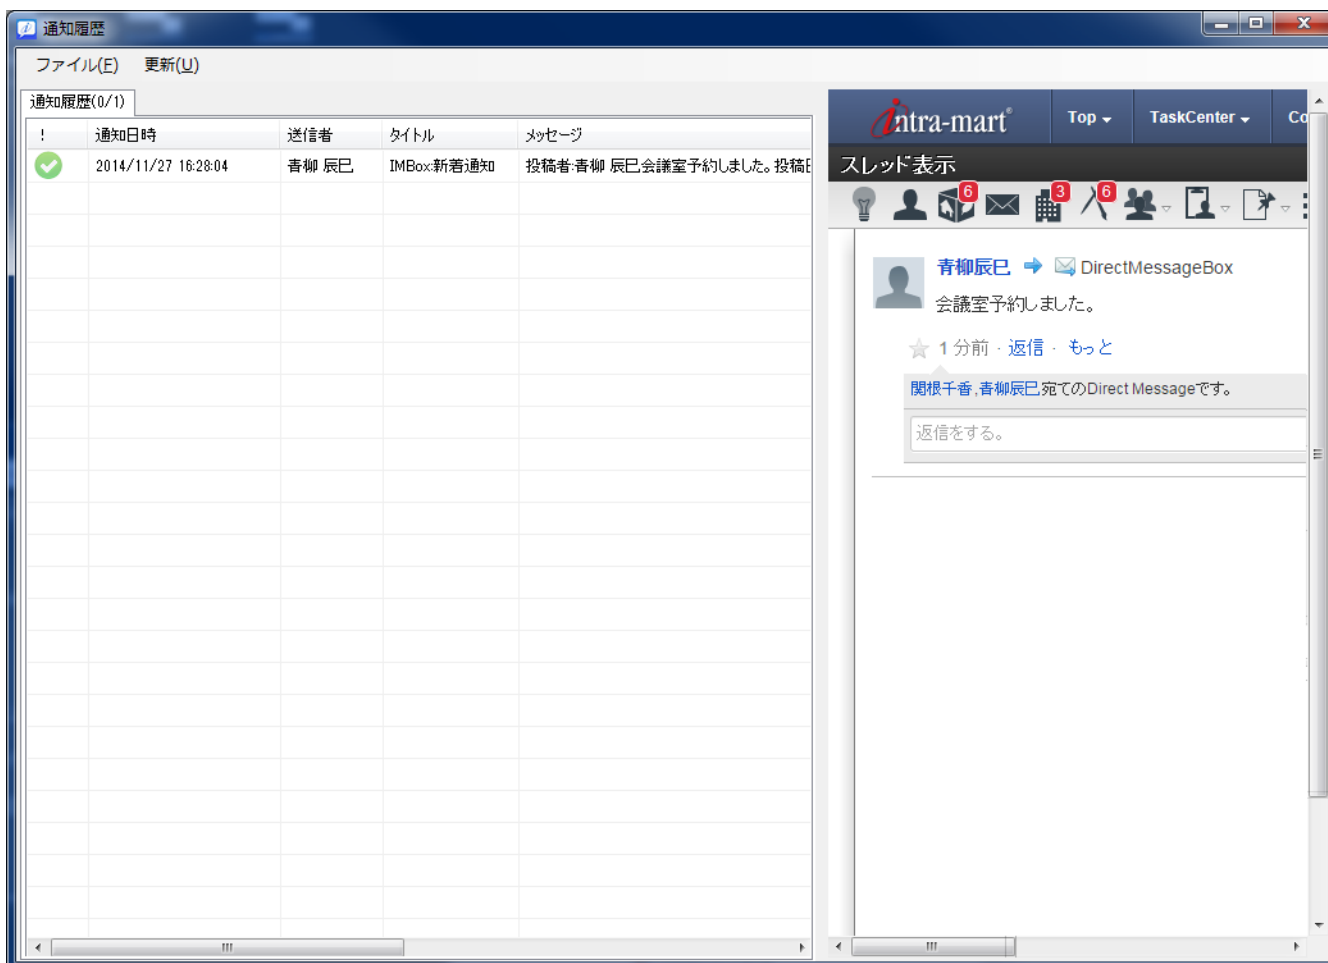 通知履歴
ファイル(F) 更新(U)
通知履歴(0/1)
! 通知日時 送信者 タイトル メッセージ
2014/11/27 16:28:04 青柳 辰巳 IMBox:新着通知 投稿者:青柳 辰巳会議室予約しました。投稿日
intra-mart® Top TaskCenter Co
スレッド表示
6 3 6
青柳辰巳 DirectMessageBox
会議室予約しました。
1 分前 · 返信 · もっと
関根千香,青柳辰巳宛てのDirect Messageです。
返信をする。